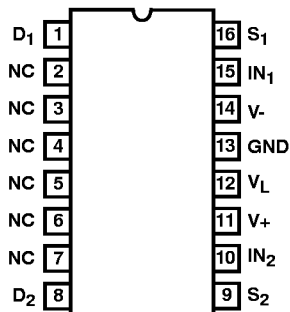 D1 1 16 S1
NC 2 15 IN1
NC 3 14 V-
NC 4 13 GND
NC 5 12 VL
NC 6 11 V+
NC 7 10 IN2
D2 8 9 S2